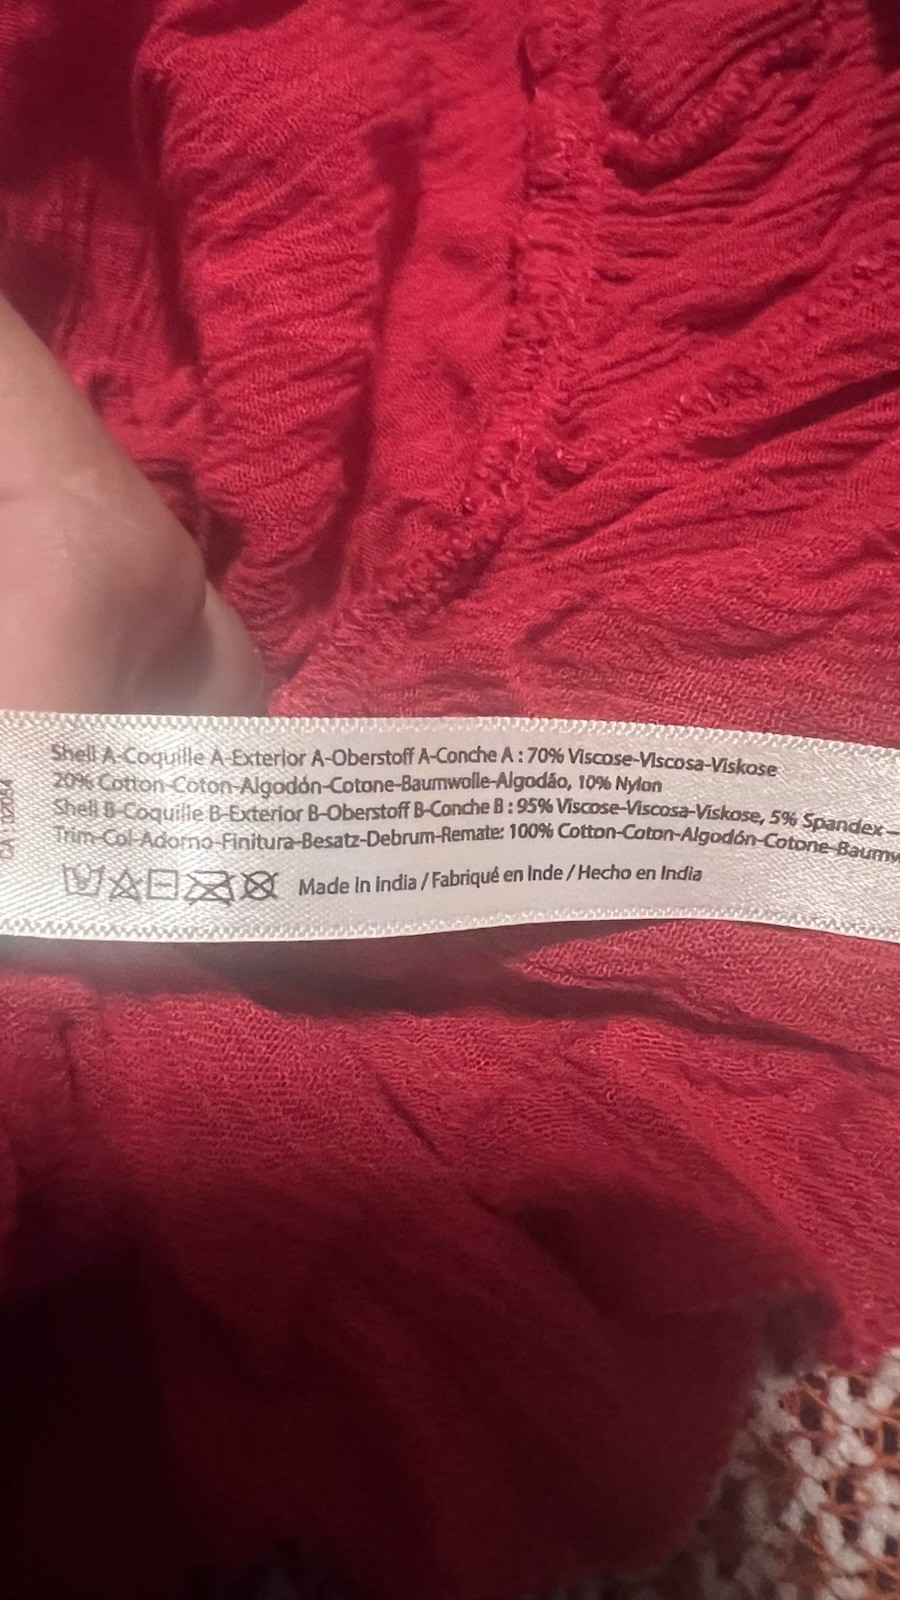 Shell A-Coquille A-Exterior A-Oberstoff A-Conche A : 70% Viscose-Viscosa-Viskose
20% Cotton-Coton-Algodón-Cotone-Baumwolle-Algodão, 10% Nylon
Shell B-Coquille B-Exterior B-Oberstoff B-Conche B : 95% Viscose-Viscosa-Viskose, 5% Spandex–
Trim-Col-Adorno-Finitura-Besatz-Debrum-Remate: 100% Cotton-Coton-Algodón-Cotone-Baumw
Made in India / Fabriqué en Inde / Hecho en India